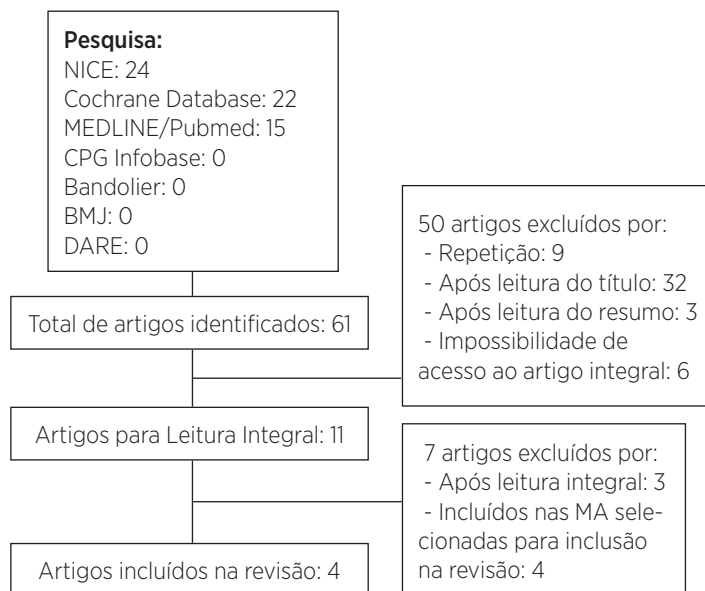 Pesquisa:
NICE: 24
Cochrane Database: 22
MEDLINE/Pubmed: 15
CPG Infobase: 0
Bandolier: 0
BMJ: 0
DARE: 0
Total de artigos identificados: 61
50 artigos excluídos por:
- Repetição: 9
- Após leitura do título: 32
- Após leitura do resumo: 3
- Impossibilidade de
acesso ao artigo integral: 6
Artigos para Leitura Integral: 11
7 artigos excluídos por:
- Após leitura integral: 3
- Incluídos nas MA sele-
cionadas para inclusão
na revisão: 4
Artigos incluídos na revisão: 4